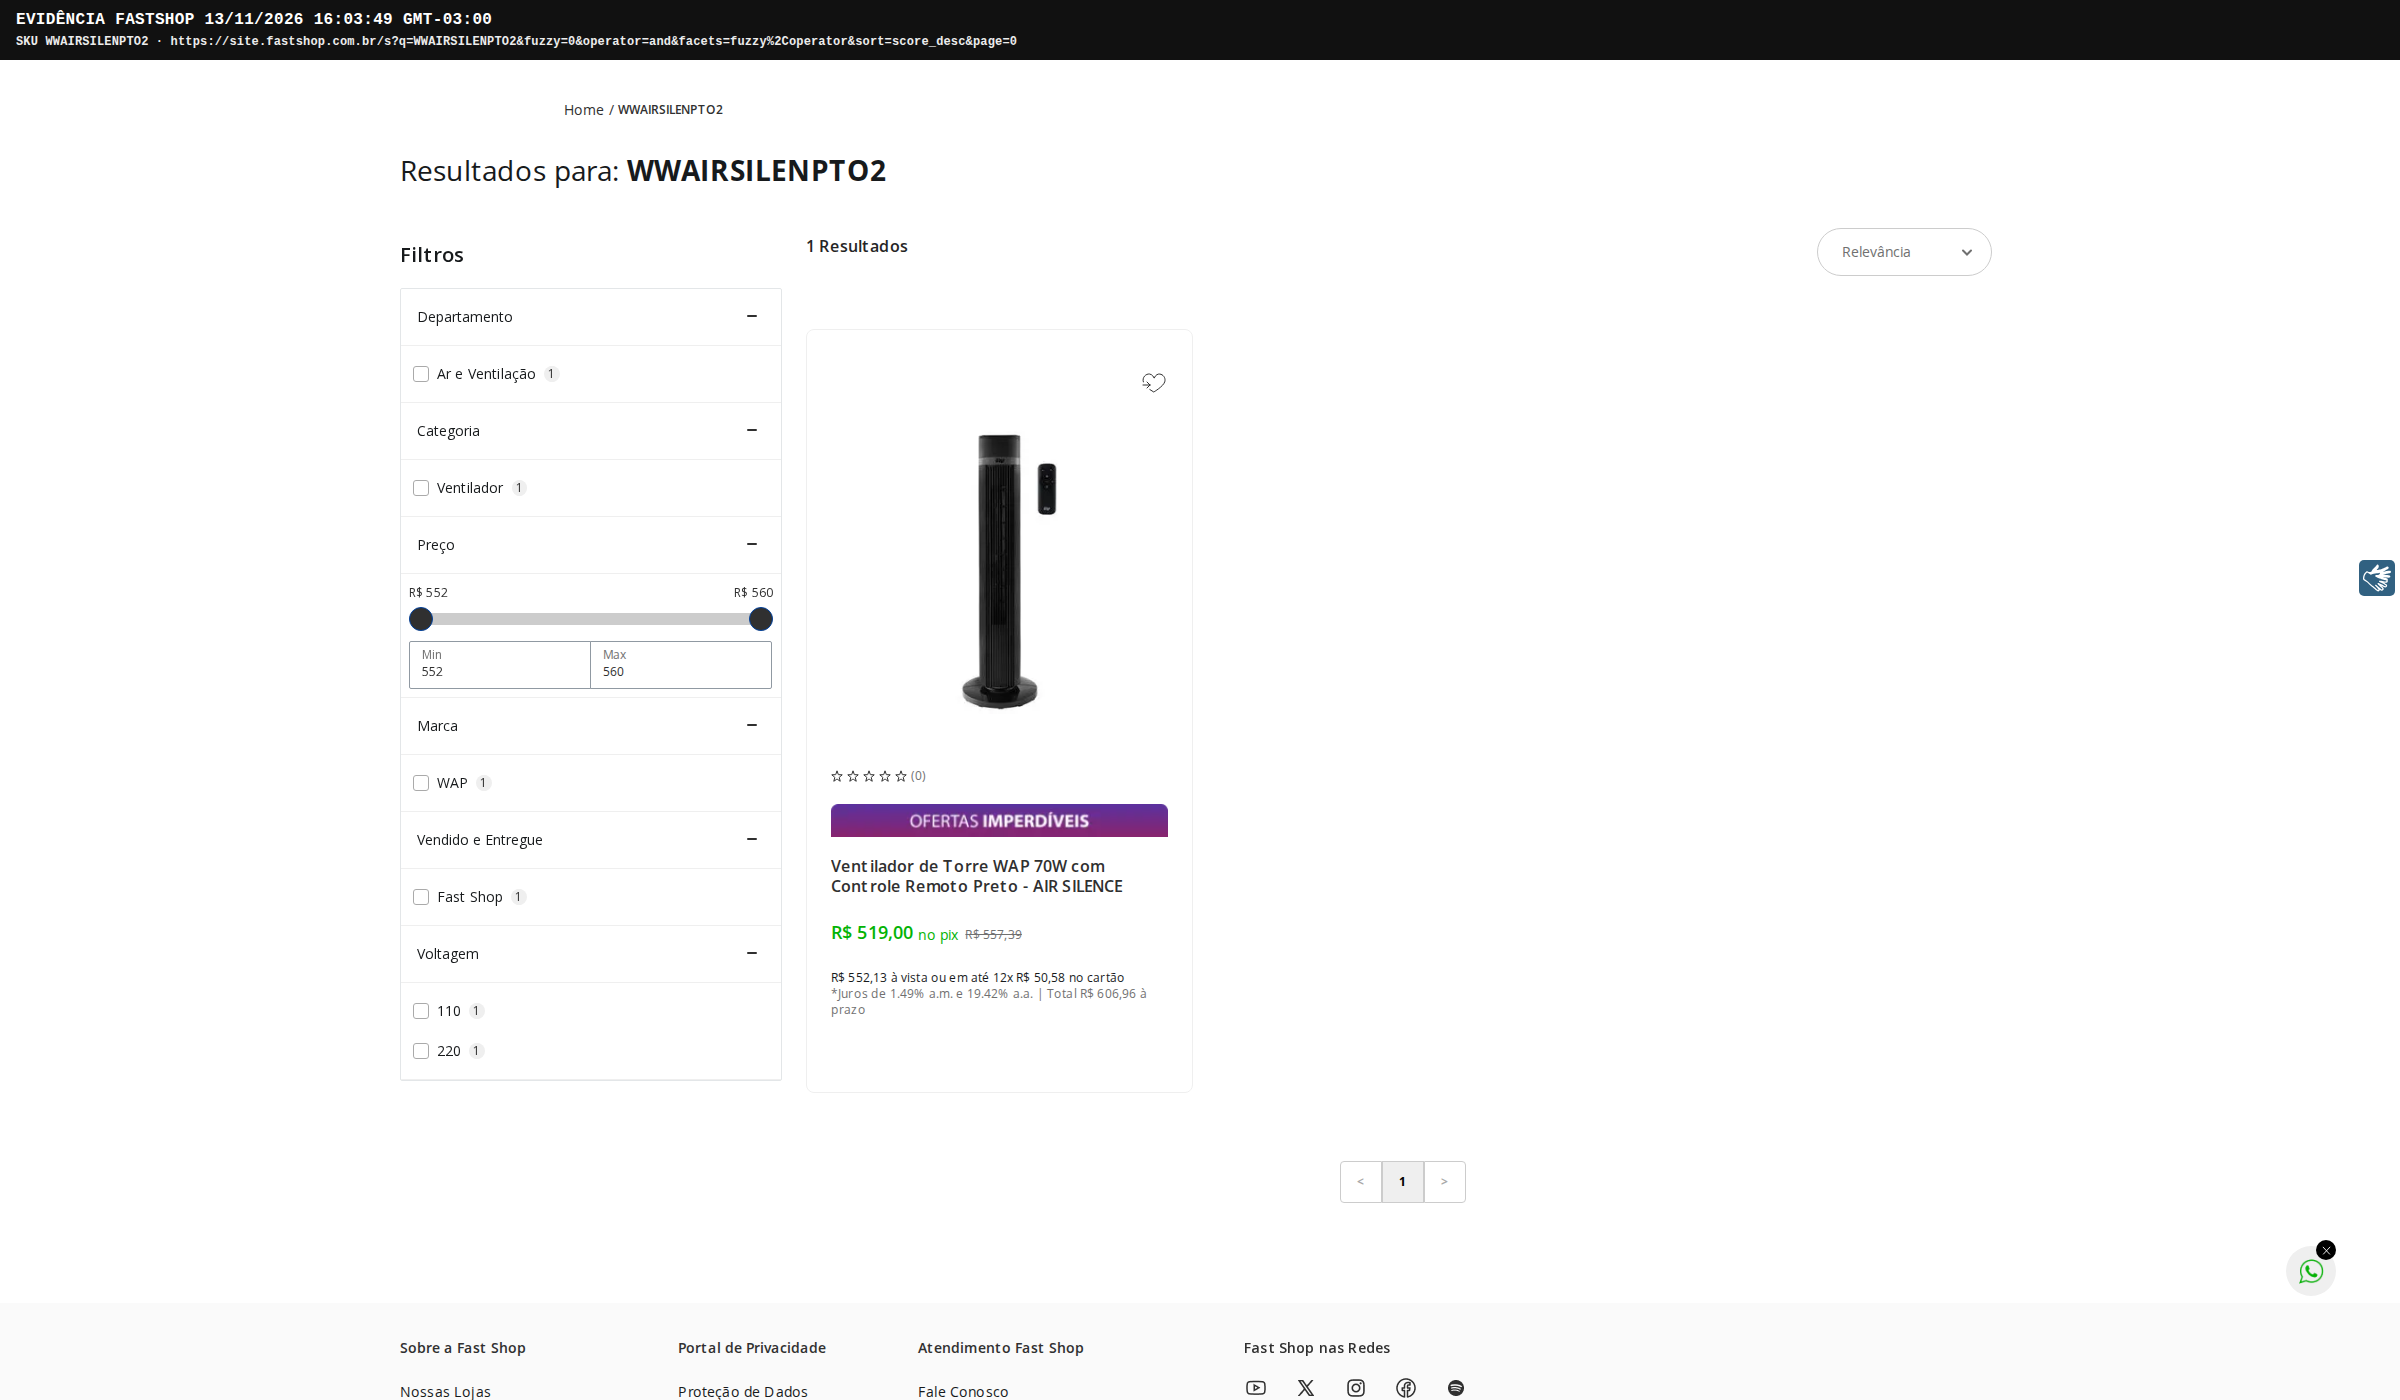 EVIDÊNCIA FASTSHOP 13/11/2026 16:03:49 GMT-03:00
SKU WWAIRSILENPTO2 · https://site.fastshop.com.br/s?q=WWAIRSILENPTO2&fuzzy=0&operator=and&facets=fuzzy%2Coperator&sort=score_desc&page=0
Home / WWAIRSILENPTO2
Resultados para: WWAIRSILENPTO2
Filtros
1 Resultados
Relevância
Departamento
Ar e Ventilação 1
Categoria
Ventilador 1
Preço
R$ 552 R$ 560
Min Max
552 560
Marca
WAP 1
Vendido e Entregue
Fast Shop 1
Voltagem
110 1
220 1
(0)
OFERTAS IMPERDÍVEIS
Ventilador de Torre WAP 70W com
Controle Remoto Preto - AIR SILENCE
R$ 519,00 no pix R$ 557,39
R$ 552,13 à vista ou em até 12x R$ 50,58 no cartão
*Juros de 1.49% a.m. e 19.42% a.a. | Total R$ 606,96 à
prazo
< 1 >
Sobre a Fast Shop Portal de Privacidade Atendimento Fast Shop Fast Shop nas Redes
Nossas Lojas Proteção de Dados Fale Conosco